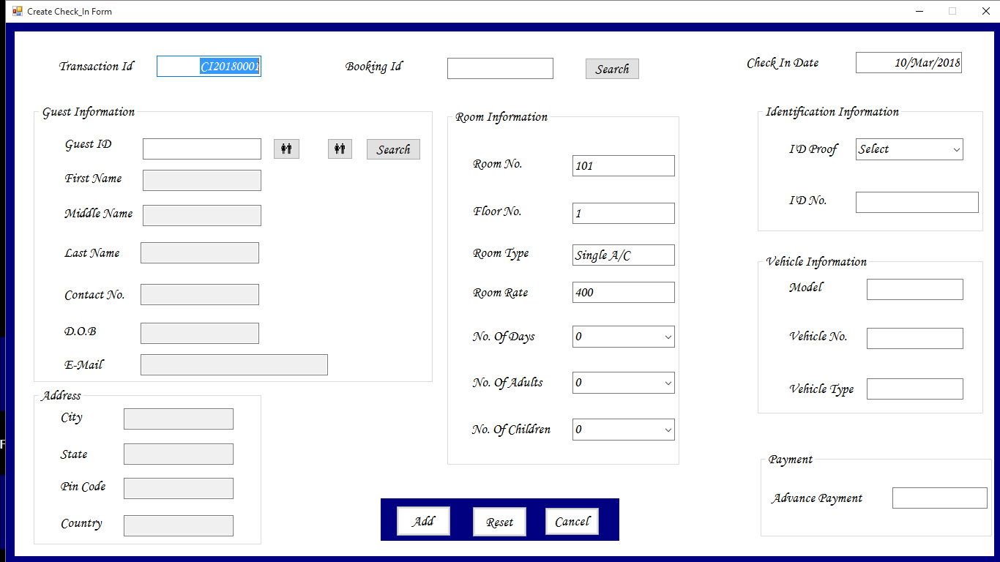 Create Check_In Form
Transaction Id CI20180001 Booking Id Search Check In Date 10/Mar/2018
Guest Information
Guest ID Search
First Name
Middle Name
Last Name
Contact No.
D.O.B
E-Mail
Address
City
State
Pin Code
Country
Room Information
Room No. 101
Floor No. 1
Room Type Single A/C
Room Rate 400
No. Of Days 0
No. Of Adults 0
No. Of Children 0
Add Reset Cancel
Identification Information
ID Proof Select
ID No.
Vehicle Information
Model
Vehicle No.
Vehicle Type
Payment
Advance Payment
F